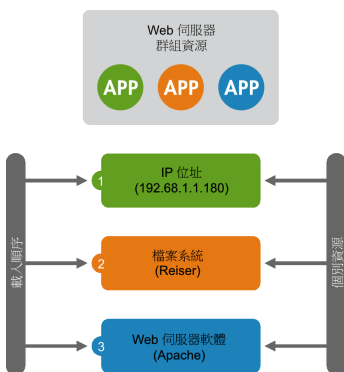 Web 伺服器
群組資源
APP APP APP
1
IP 位址
(192.68.1.1.180)
2
檔案系統
(Reiser)
3
Web 伺服器軟體
(Apache)
載入順序
個別資源